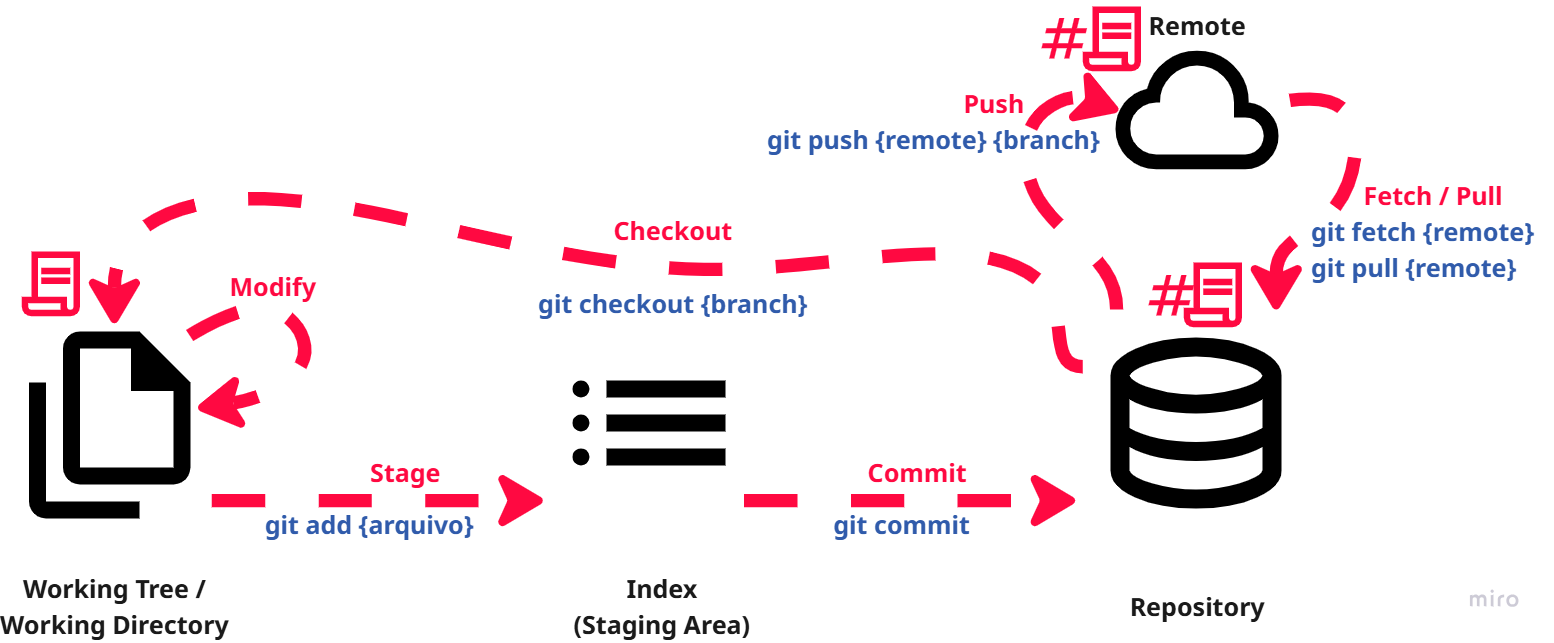 # Remote
Push
git push {remote} {branch}
Fetch / Pull
git fetch {remote}
git pull {remote}
Checkout
git checkout {branch}
#
Modify
Stage
git add {arquivo}
Commit
git commit
Working Tree /
Working Directory
Index
(Staging Area)
Repository
miro